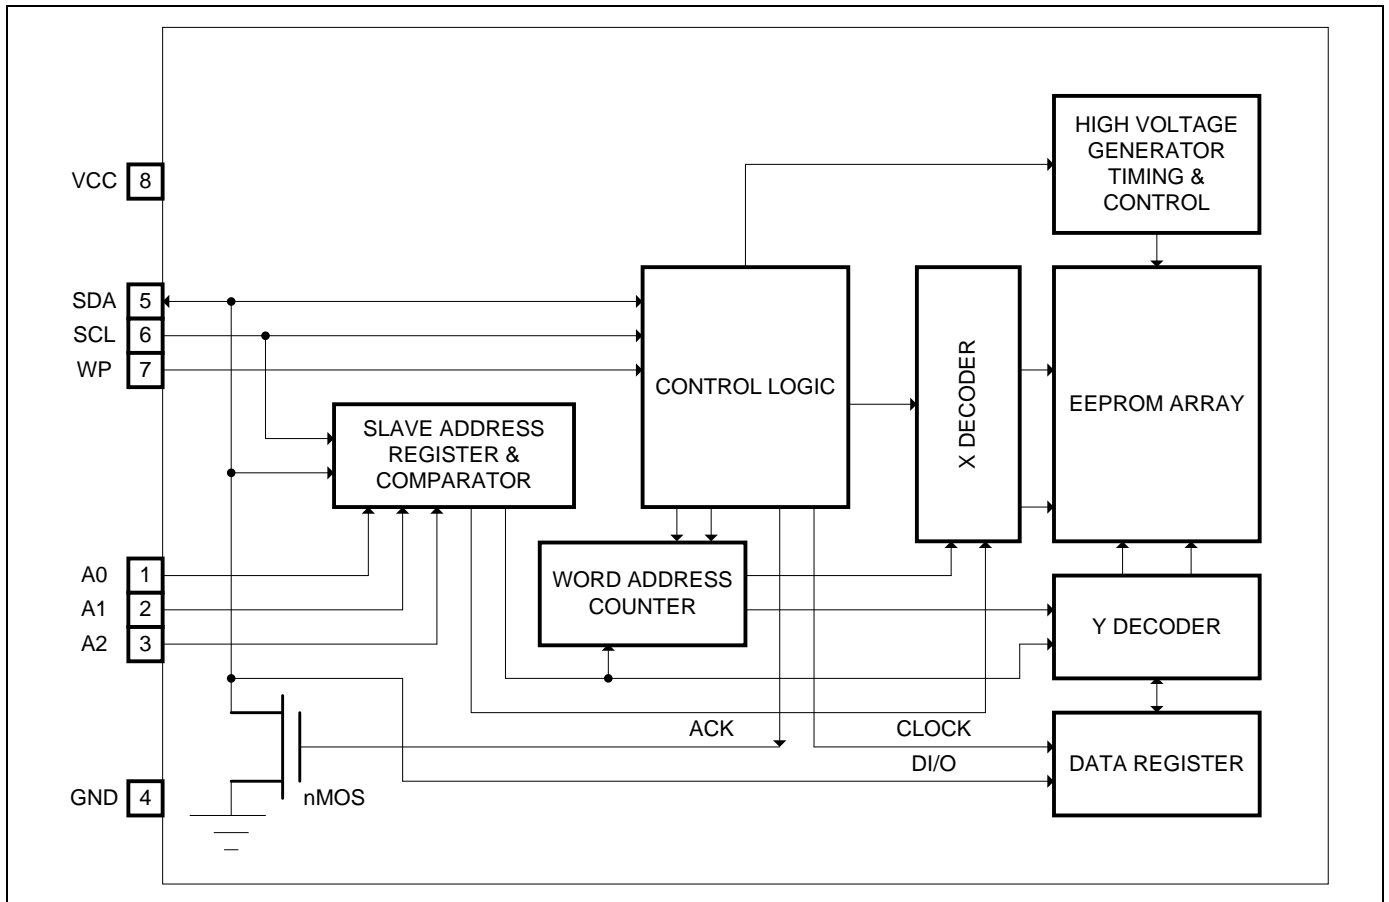 HIGH VOLTAGE
GENERATOR
TIMING &
CONTROL
VCC 8
SDA 5
SCL 6
WP 7
CONTROL LOGIC
X DECODER
EEPROM ARRAY
SLAVE ADDRESS
REGISTER &
COMPARATOR
A0 1
A1 2
A2 3
WORD ADDRESS
COUNTER
Y DECODER
ACK
CLOCK
DI/O
DATA REGISTER
GND 4
nMOS